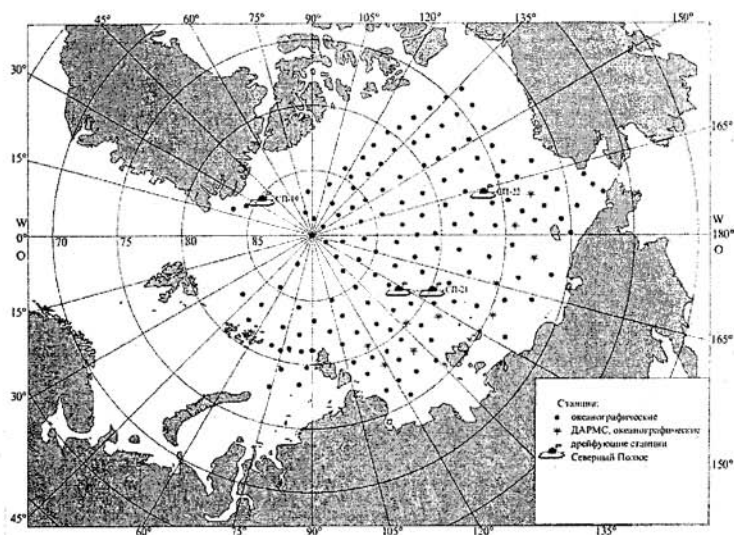 60° 75° 90° 105° 120° 135° 150°
45°
30°
15°
165°
СП-19
СП-22
W
0°
O
70 75 80 85
W
180°
O
СП-21
15°
165°
30°
Станции:
океанографические
ДАРМС, океанографические
дрейфующие станции
Северный Полюс
150°
45°
60° 75° 90° 105° 120° 135°